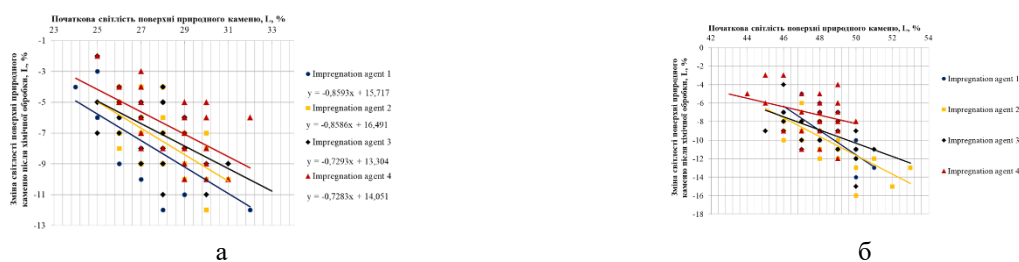 Початкова світлість поверхні природного каменю, L, %
23 25 27 29 31 33
Зміна світлості поверхні природного
каменю після хімічної обробки, L, %
-1
-3
-5
-7
-9
-11
-13
Impregnation agent 1
y = -0,8593x + 15,717
Impregnation agent 2
y = -0,8586x + 16,491
Impregnation agent 3
y = -0,7293x + 13,304
Impregnation agent 4
y = -0,7283x + 14,051
а
Початкова світлість поверхні природного каменю, L, %
42 44 46 48 50 52 54
Зміна світлості поверхні природного
каменю після хімічної обробки, L, %
0
-2
-4
-6
-8
-10
-12
-14
-16
-18
Impregnation agent 1
Impregnation agent 2
Impregnation agent 3
Impregnation agent 4
б